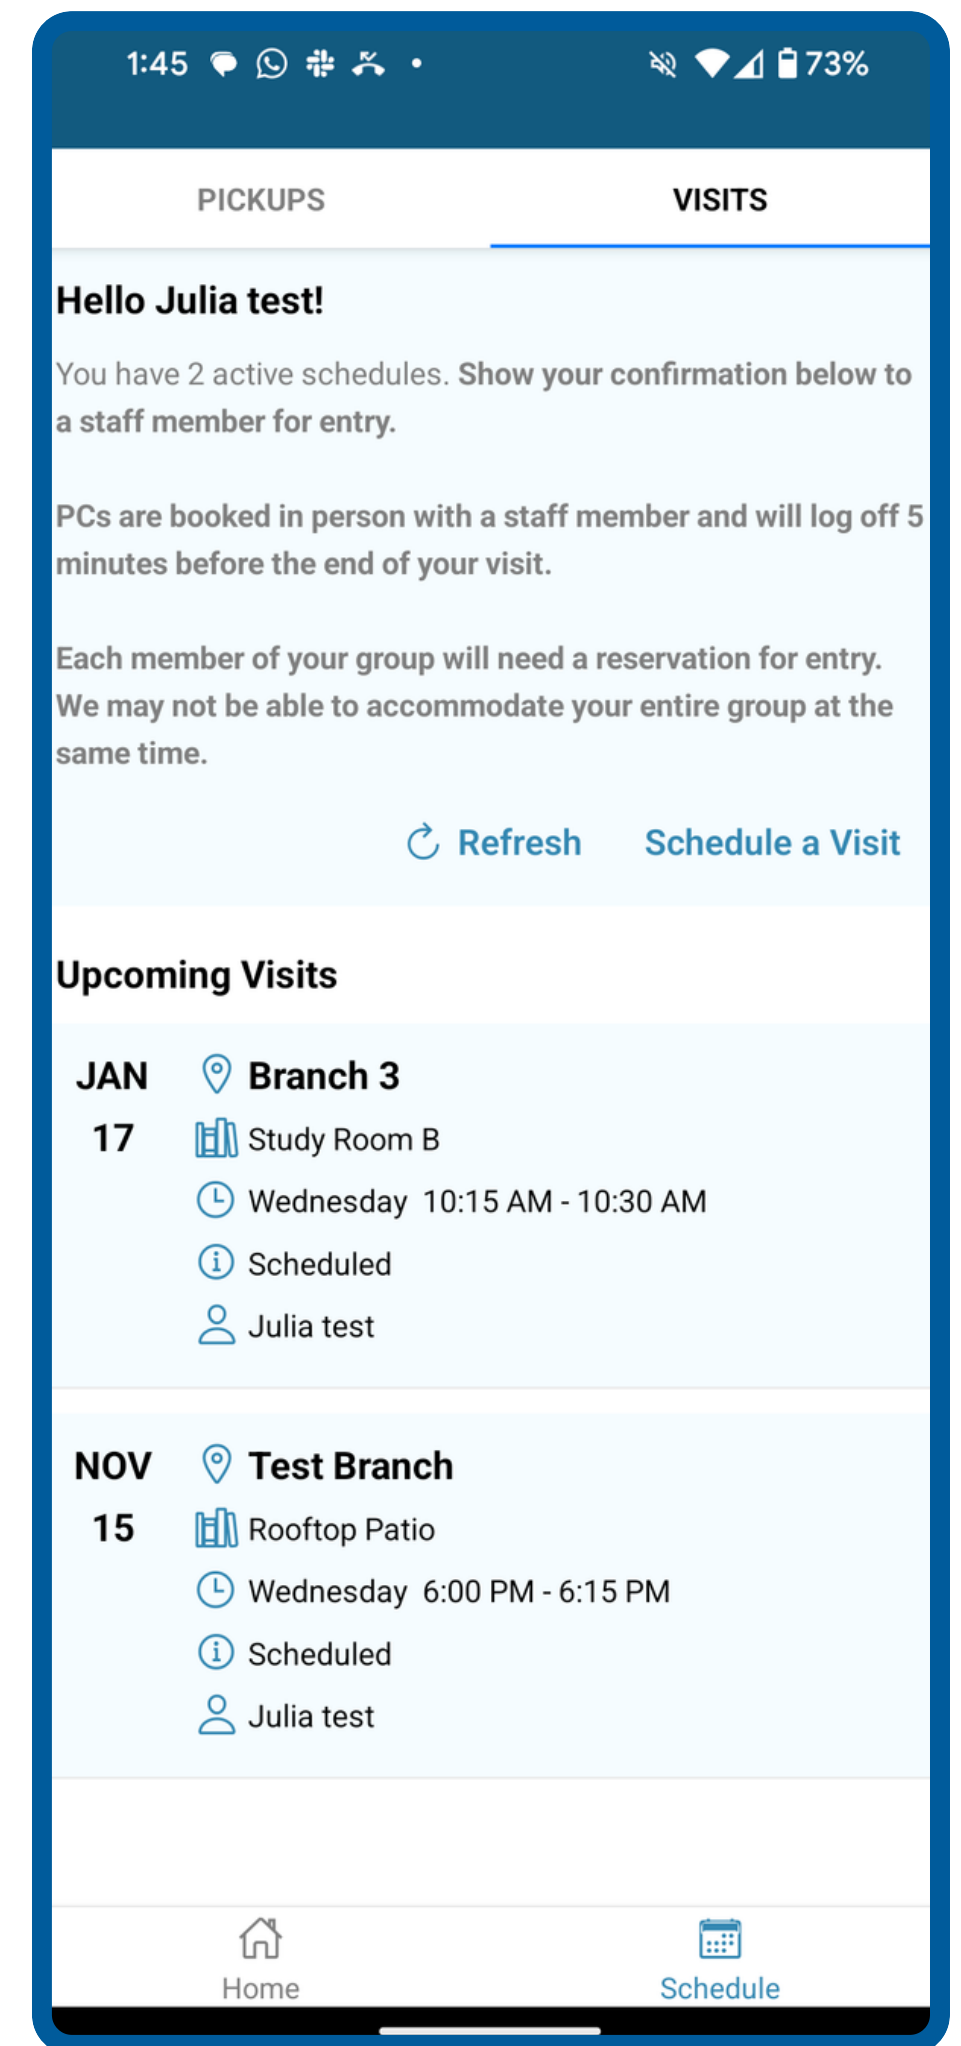 1:45 73%
PICKUPS VISITS
Hello Julia test!
You have 2 active schedules. Show your confirmation below to
a staff member for entry.
PCs are booked in person with a staff member and will log off 5
minutes before the end of your visit.
Each member of your group will need a reservation for entry.
We may not be able to accommodate your entire group at the
same time.
Refresh Schedule a Visit
Upcoming Visits
JAN Branch 3
17 Study Room B
Wednesday 10:15 AM - 10:30 AM
Scheduled
Julia test
NOV Test Branch
15 Rooftop Patio
Wednesday 6:00 PM - 6:15 PM
Scheduled
Julia test
Home Schedule